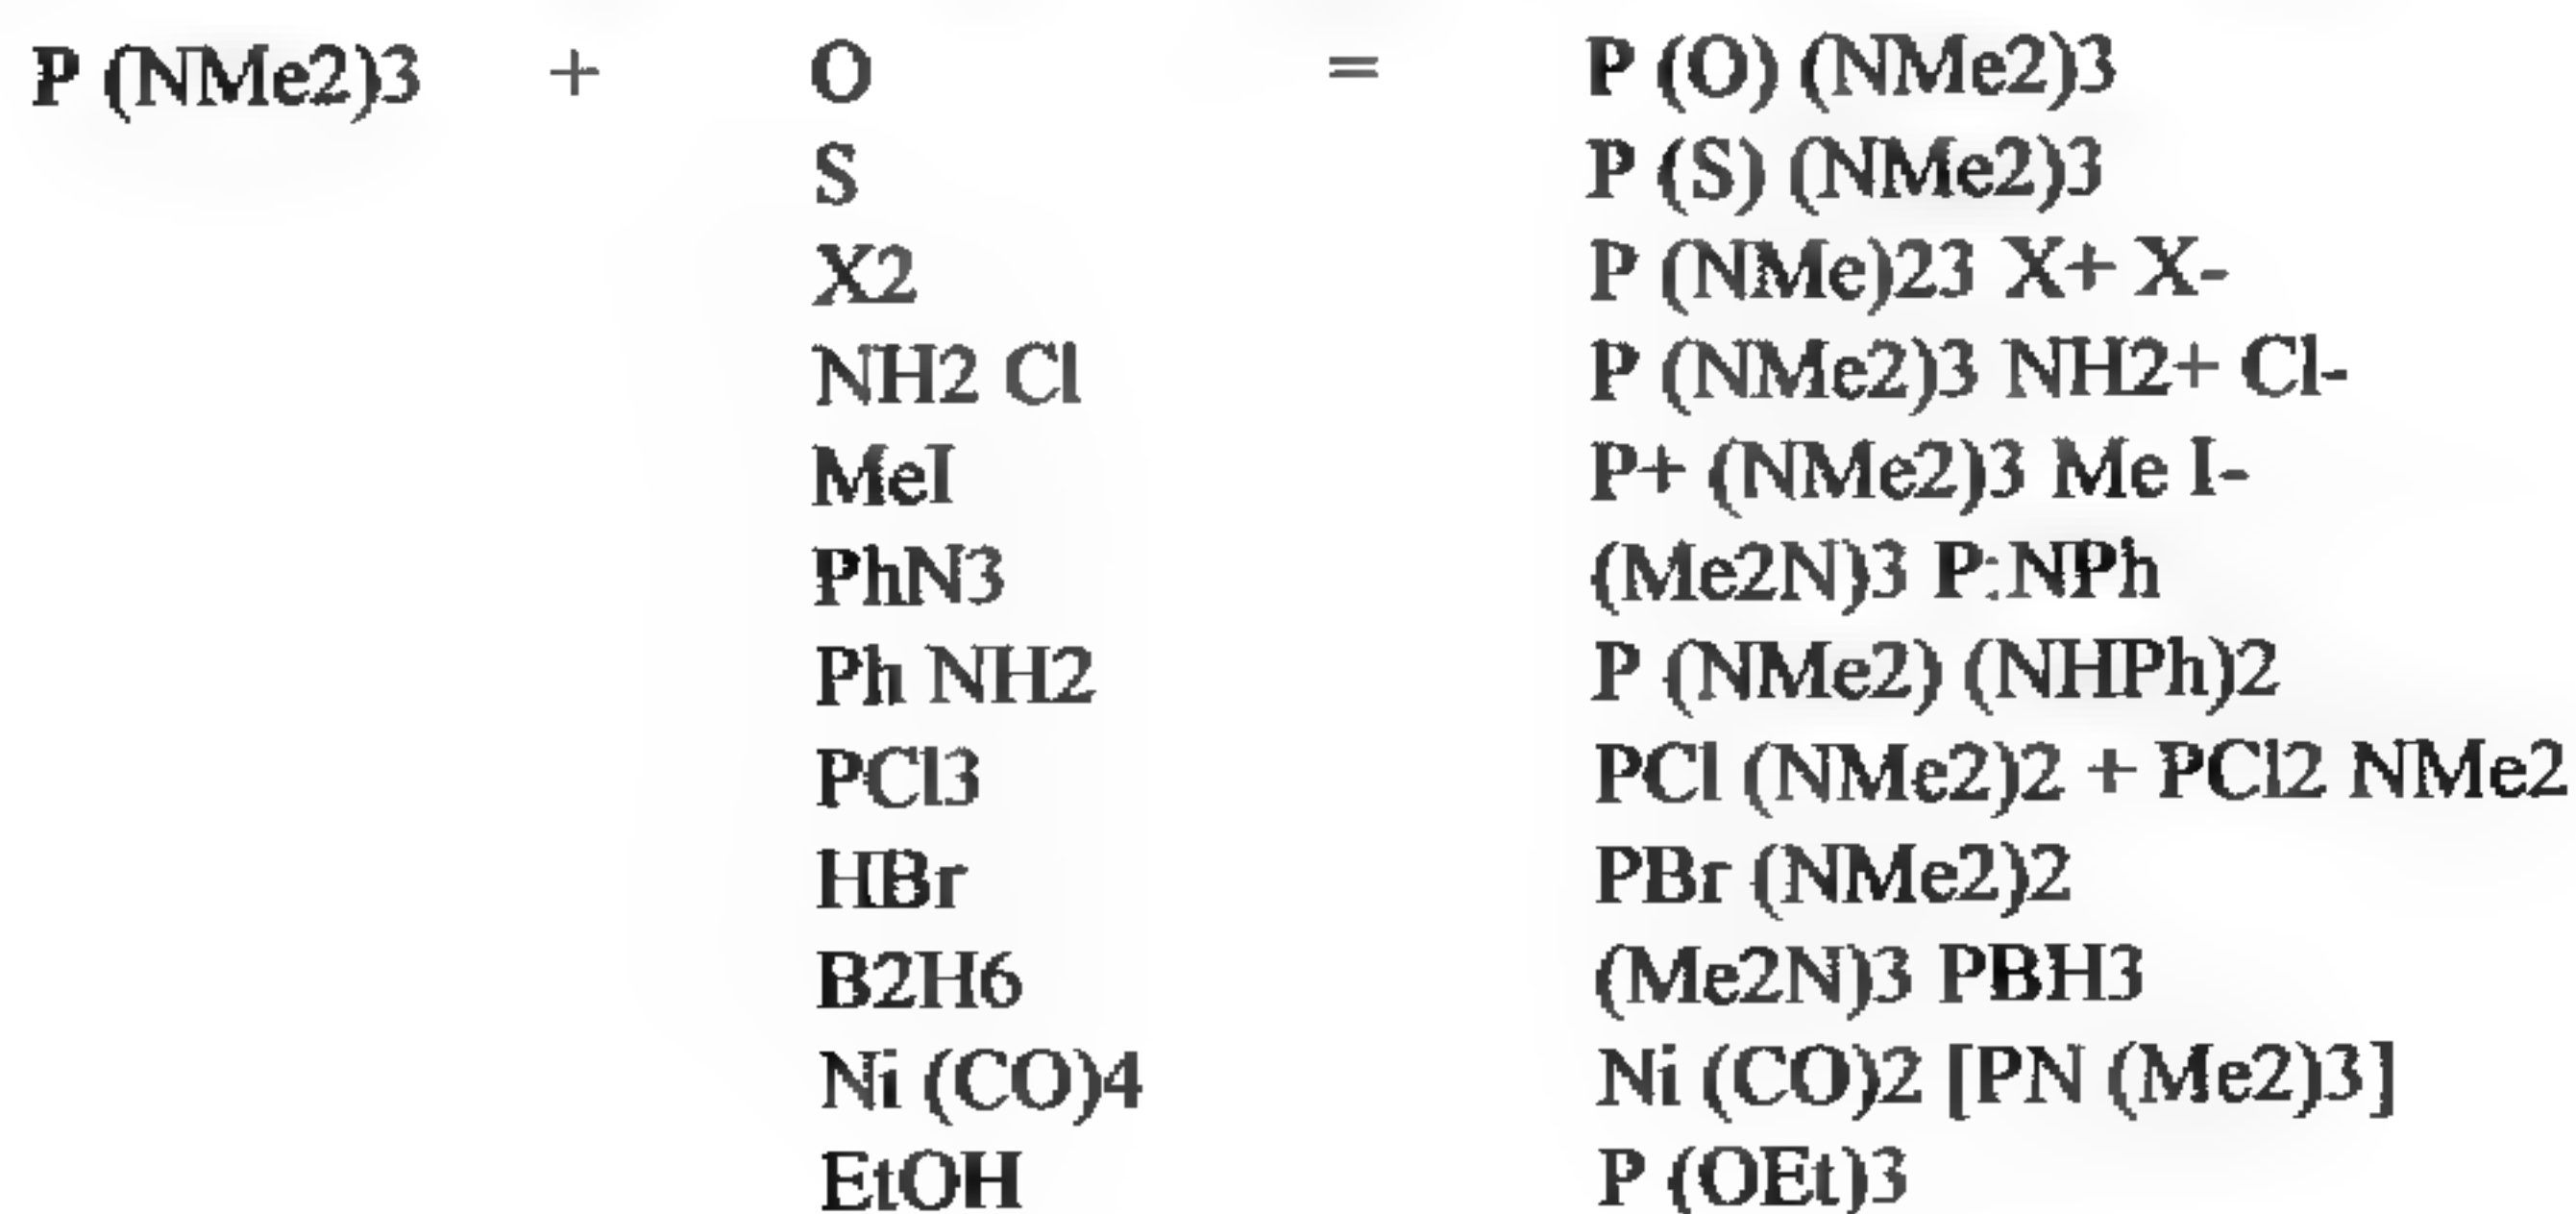 P (NMe2)3 + O = P (O) (NMe2)3
S P (S) (NMe2)3
X2 P (NMe)23 X+ X-
NH2 Cl P (NMe2)3 NH2+ Cl-
MeI P+ (NMe2)3 Me I-
PhN3 (Me2N)3 P:NPh
Ph NH2 P (NMe2) (NHPh)2
PCl3 PCl (NMe2)2 + PCl2 NMe2
HBr PBr (NMe2)2
B2H6 (Me2N)3 PBH3
Ni (CO)4 Ni (CO)2 [PN (Me2)3]
EtOH P (OEt)3